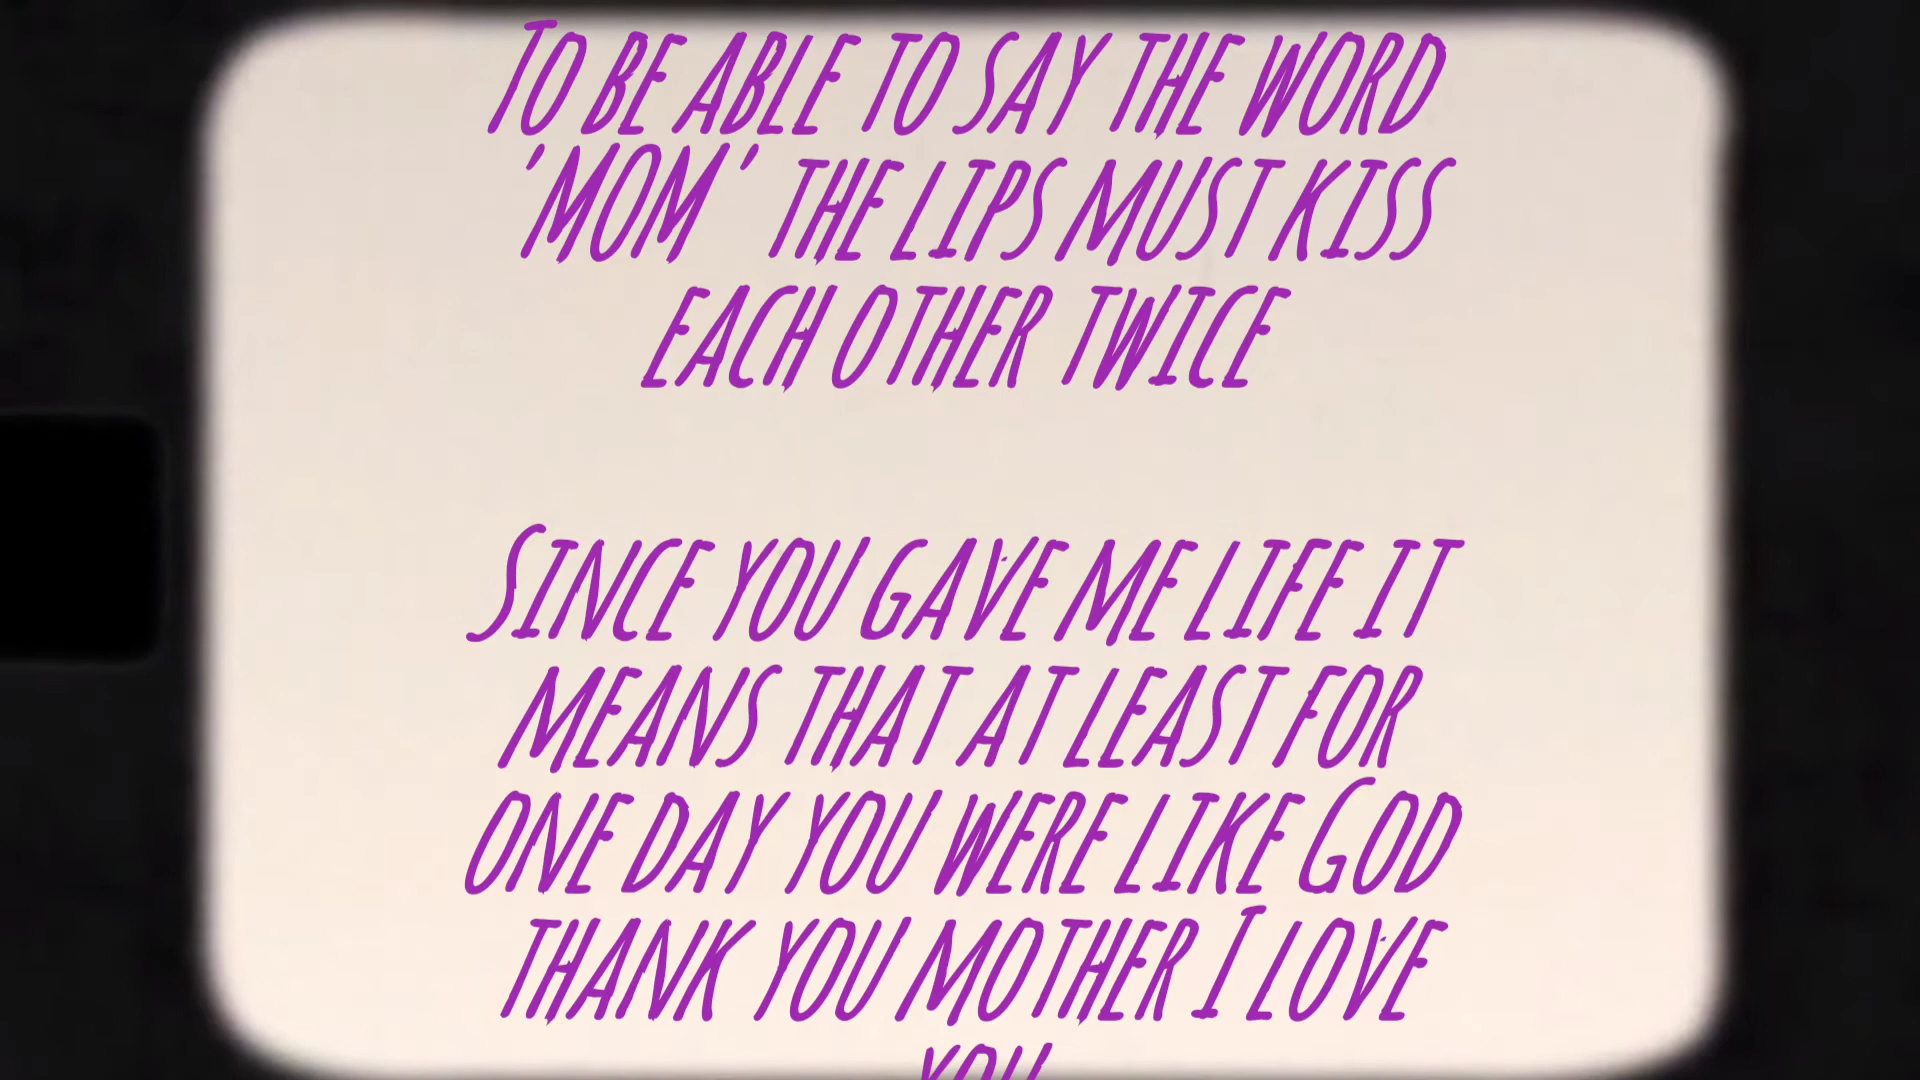 To be able to say the word
'MOM' the lips must kiss
each other twice
Since you gave me life it
means that at least for
one day you were like God
thank you mother I love
you